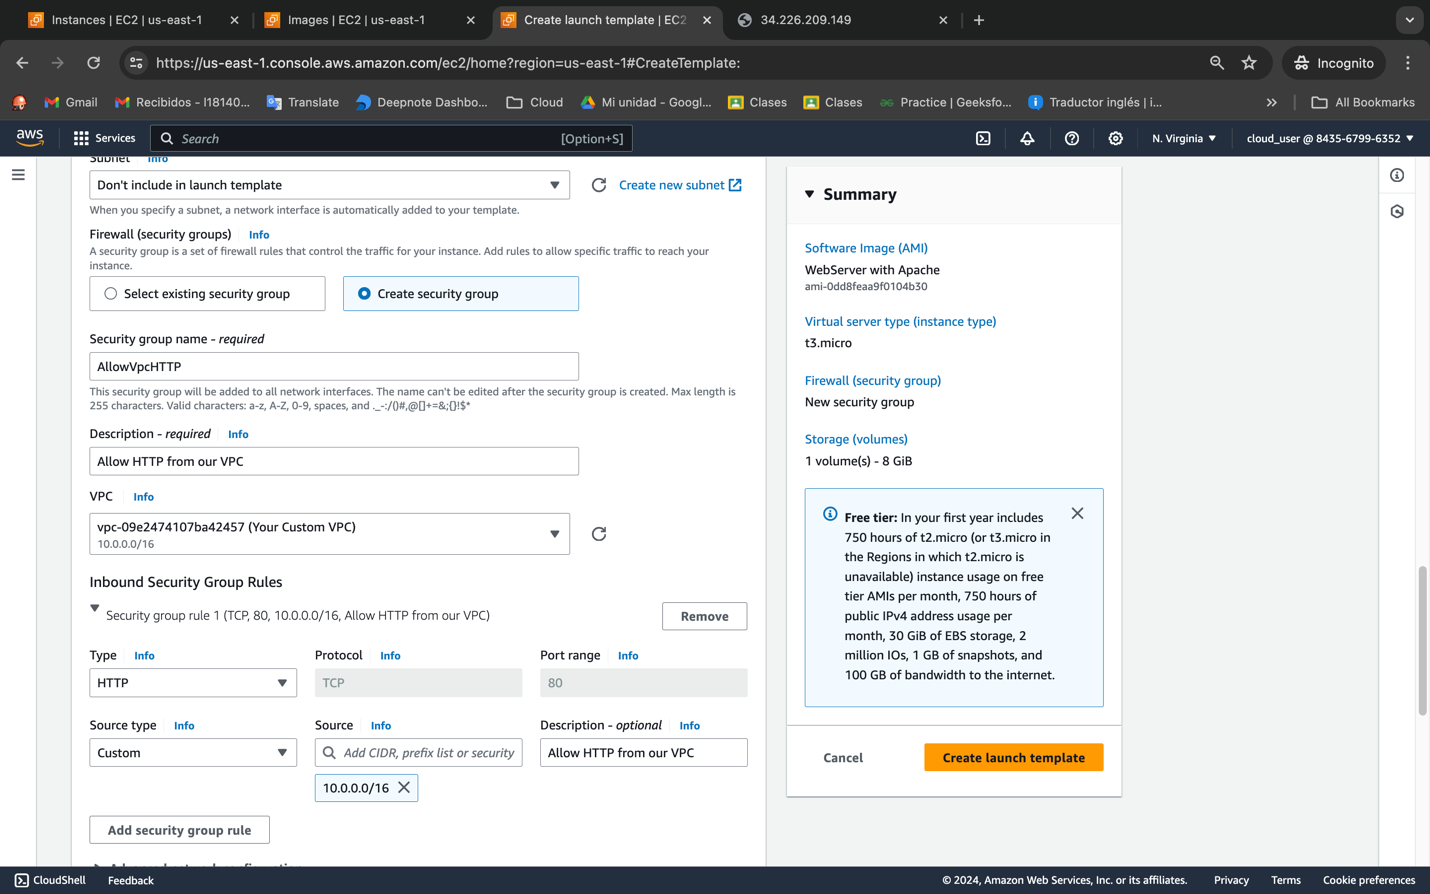 Instances | EC2 | us-east-1
Images | EC2 | us-east-1
Create launch template | EC2
34.226.209.149
https://us-east-1.console.aws.amazon.com/ec2/home?region=us-east-1#CreateTemplate:
Incognito
Gmail
Recibidos - l18140...
Translate
Deepnote Dashbo...
Cloud
Mi unidad - Googl...
Clases
Clases
Practice | Geeksfo...
Traductor inglés | i...
All Bookmarks
aws
Services
Search
[Option+S]
N. Virginia
cloud_user @ 8435-6799-6352
Subnet Info
Don't include in launch template
Create new subnet
When you specify a subnet, a network interface is automatically added to your template.
Firewall (security groups) Info
A security group is a set of firewall rules that control the traffic for your instance. Add rules to allow specific traffic to reach your
instance.
Select existing security group
Create security group
Security group name - required
AllowVpcHTTP
This security group will be added to all network interfaces. The name can't be edited after the security group is created. Max length is
255 characters. Valid characters: a-z, A-Z, 0-9, spaces, and ._-:/()#,@[]+=&;{}!$*
Description - required Info
Allow HTTP from our VPC
VPC Info
vpc-09e2474107ba42457 (Your Custom VPC)
10.0.0.0/16
Inbound Security Group Rules
Security group rule 1 (TCP, 80, 10.0.0.0/16, Allow HTTP from our VPC)
Remove
Type Info
Protocol Info
Port range Info
HTTP
TCP
80
Source type Info
Source Info
Description - optional Info
Custom
Add CIDR, prefix list or security
Allow HTTP from our VPC
10.0.0.0/16
Add security group rule
Summary
Software Image (AMI)
WebServer with Apache
ami-0dd8feaa9f0104b30
Virtual server type (instance type)
t3.micro
Firewall (security group)
New security group
Storage (volumes)
1 volume(s) - 8 GiB
Free tier: In your first year includes
750 hours of t2.micro (or t3.micro in
the Regions in which t2.micro is
unavailable) instance usage on free
tier AMIs per month, 750 hours of
public IPv4 address usage per
month, 30 GiB of EBS storage, 2
million IOs, 1 GB of snapshots, and
100 GB of bandwidth to the internet.
Cancel
Create launch template
CloudShell
Feedback
© 2024, Amazon Web Services, Inc. or its affiliates.
Privacy
Terms
Cookie preferences